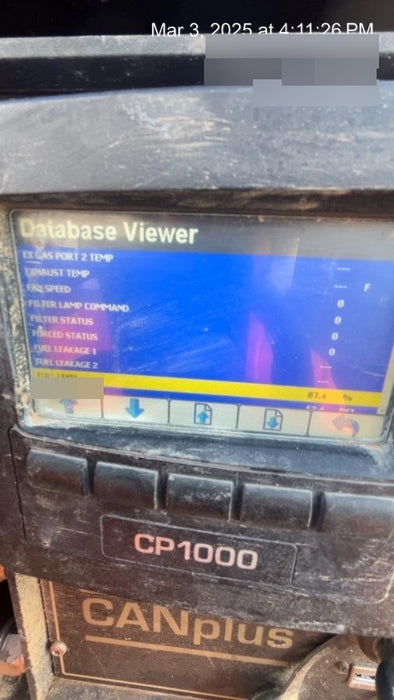 Mar 3, 2025 at 4:11:26 PM
Database Viewer
EX GAS PORT 2 TEMP ---
EXHAUST TEMP --- F
FAN SPEED 0
FILTER LAMP COMMAND 0
FILTER STATUS 0
FORCED STATUS 0
FUEL LEAKAGE 1 ---
FUEL LEAKAGE 2 ---
87.4 %
CP1000
CANplus